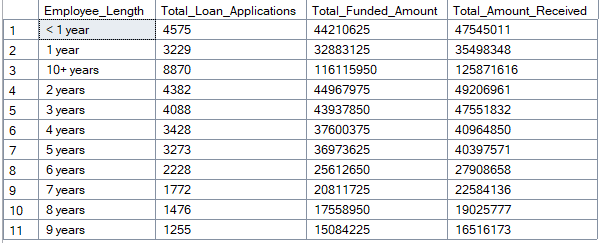 Employee_Length Total_Loan_Applications Total_Funded_Amount Total_Amount_Received
1 < 1 year 4575 44210625 47545011
2 1 year 3229 32883125 35498348
3 10+ years 8870 116115950 125871616
4 2 years 4382 44967975 49206961
5 3 years 4088 43937850 47551832
6 4 years 3428 37600375 40964850
7 5 years 3273 36973625 40397571
8 6 years 2228 25612650 27908658
9 7 years 1772 20811725 22584136
10 8 years 1476 17558950 19025777
11 9 years 1255 15084225 16516173